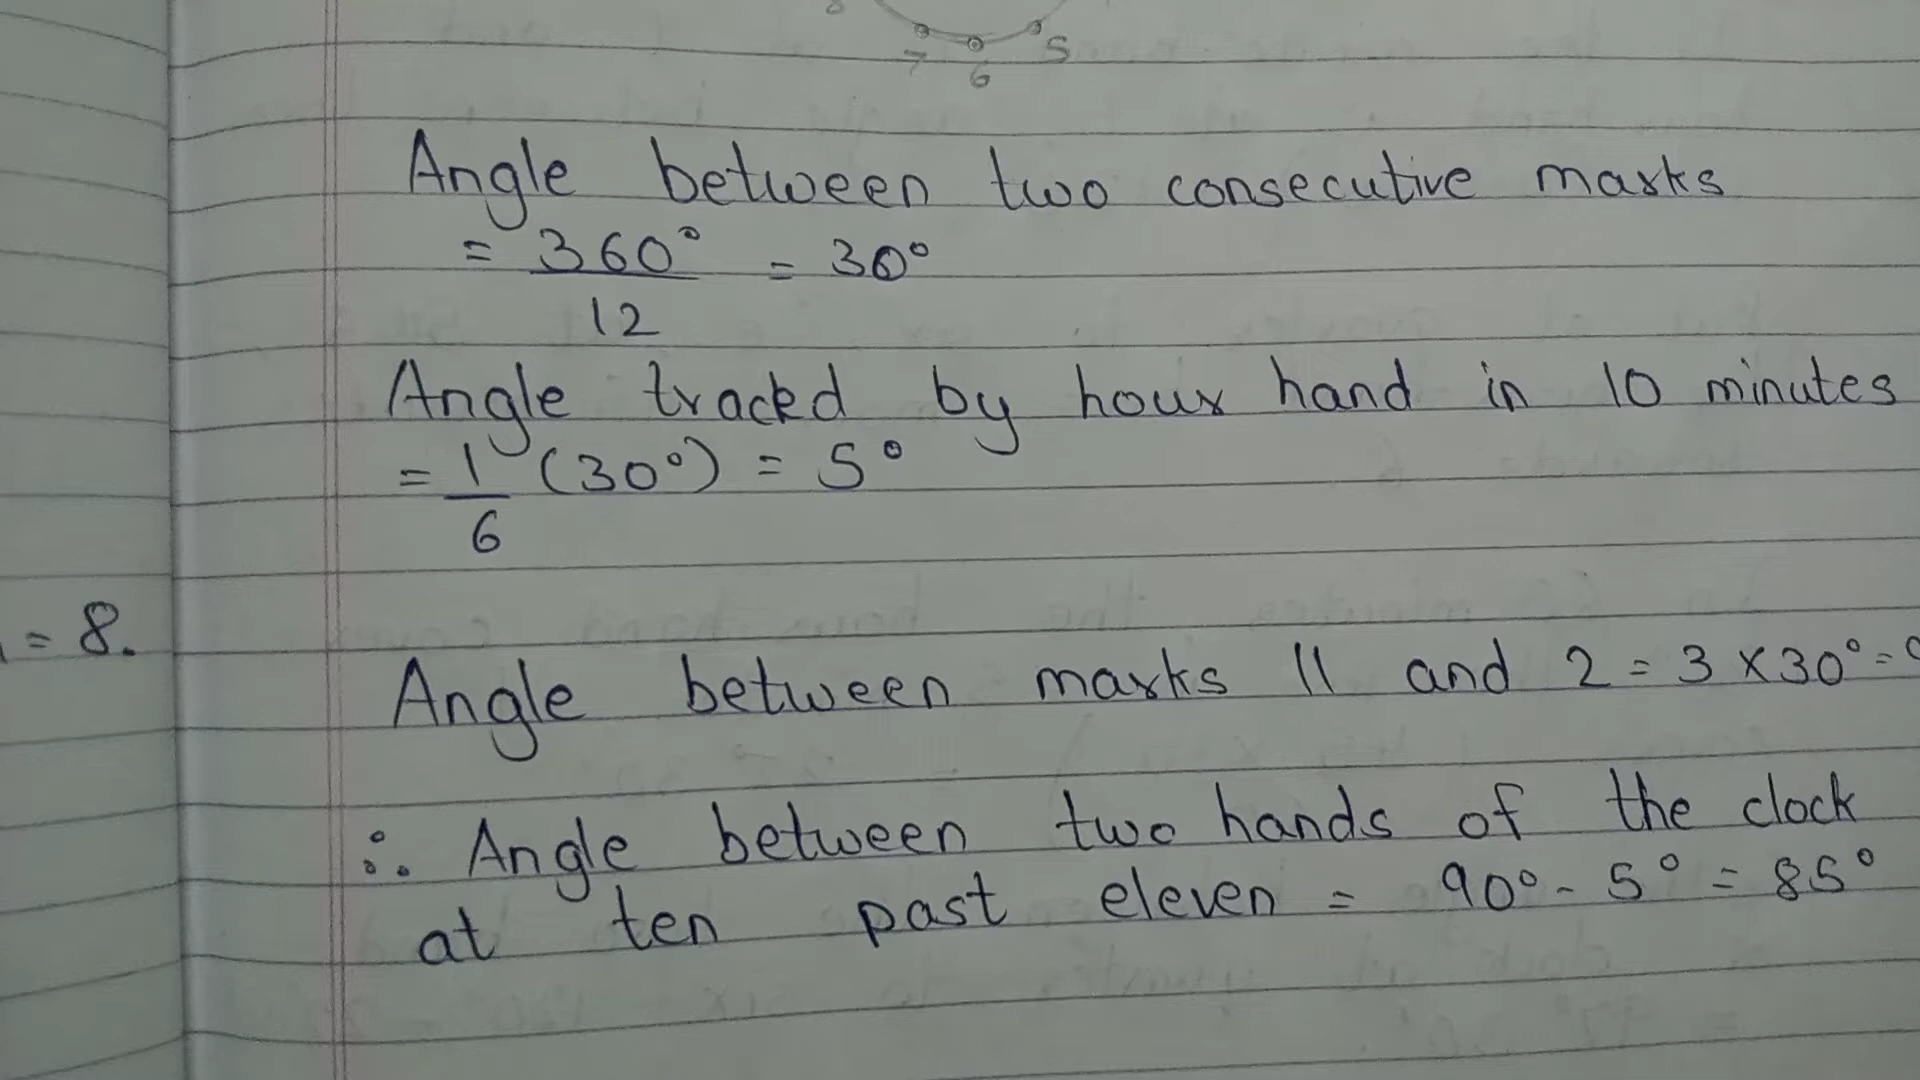 7 6 5
Angle between two consecutive marks
= 360° / 12 = 30°
Angle traced by hour hand in 10 minutes
= 1/6 (30°) = 5°
= 8.
Angle between marks 11 and 2 = 3 × 30° =
∴ Angle between two hands of the clock
at ten past eleven = 90° - 5° = 85°